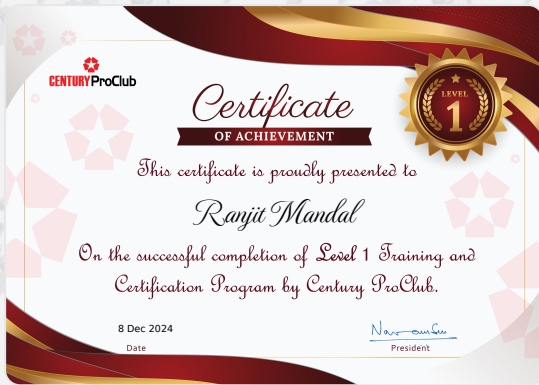 CENTURY ProClub
Certificate
OF ACHIEVEMENT
LEVEL
1
This certificate is proudly presented to
Ranjit Mandal
On the successful completion of Level 1 Training and
Certification Program by Century ProClub.
8 Dec 2024
Date
President